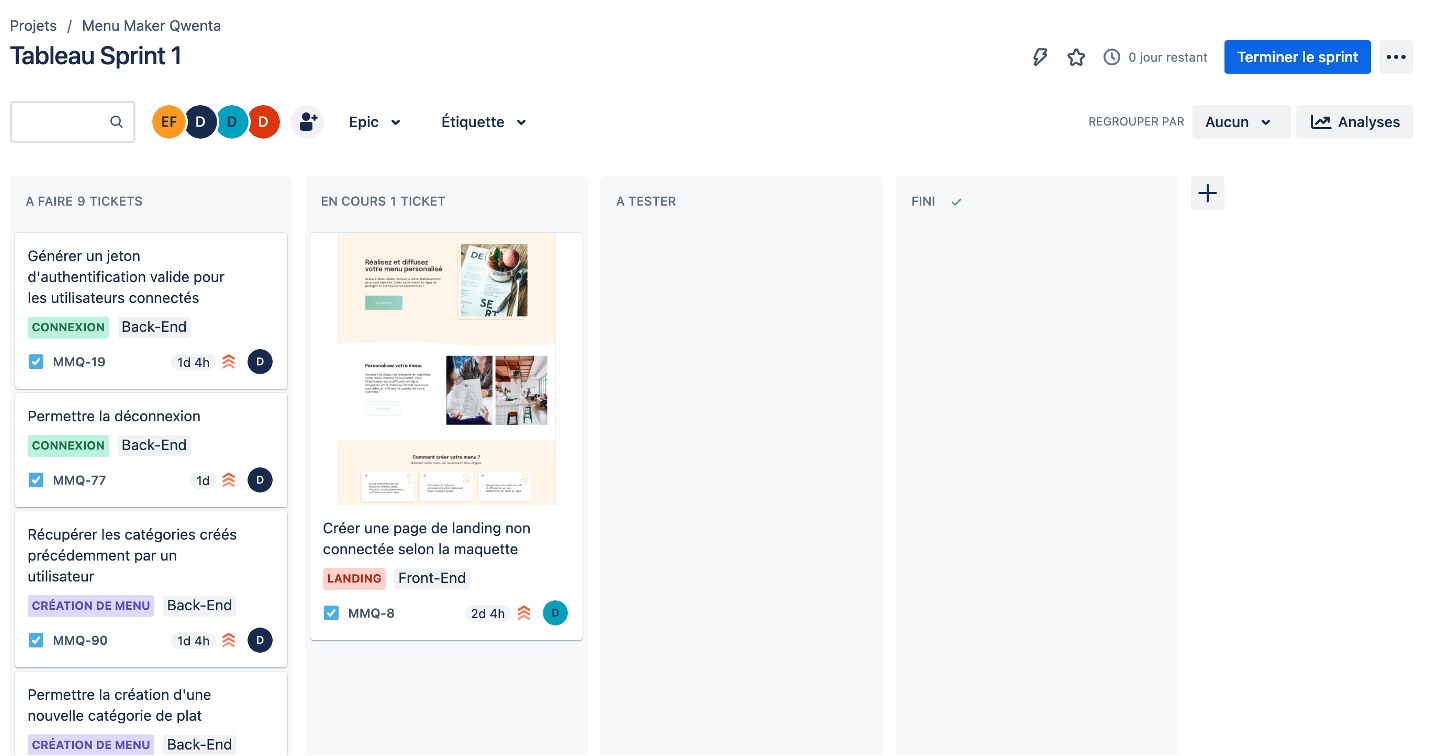 Projets / Menu Maker Qwenta
Tableau Sprint 1
0 jour restant
Terminer le sprint
EF D D D
Epic
Étiquette
REGROUPER PAR
Aucun
Analyses
A FAIRE 9 TICKETS
Générer un jeton
d'authentification valide pour
les utilisateurs connectés
CONNEXION Back-End
MMQ-19 1d 4h D
Permettre la déconnexion
CONNEXION Back-End
MMQ-77 1d D
Récupérer les catégories créés
précédemment par un
utilisateur
CRÉATION DE MENU Back-End
MMQ-90 1d 4h D
Permettre la création d'une
nouvelle catégorie de plat
CRÉATION DE MENU Back-End
EN COURS 1 TICKET
Réalisez et diffusez
votre menu personalisé
DE
SE
RT
Personalisez votre menu
Comment créer votre menu ?
Créer une page de landing non
connectée selon la maquette
LANDING Front-End
MMQ-8 2d 4h D
A TESTER
FINI